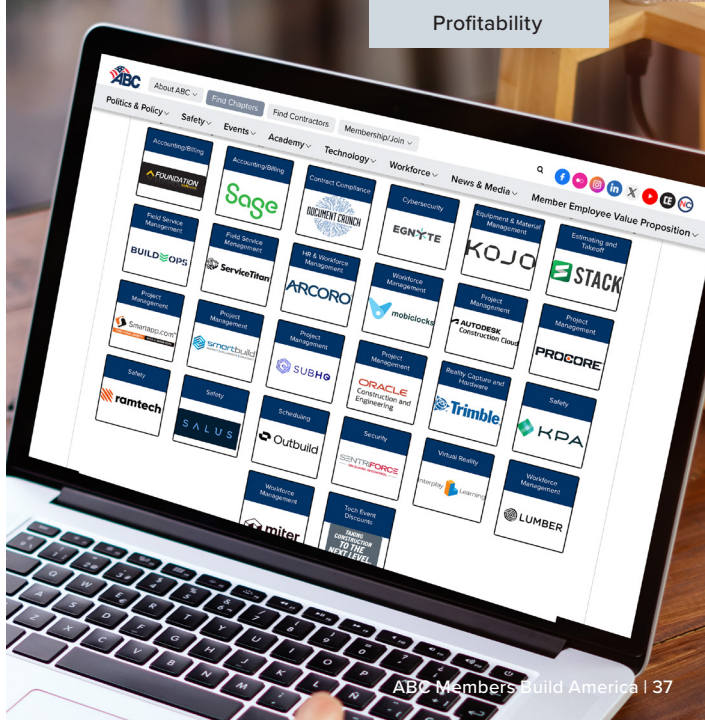 Profitability
ABC
About ABC
Find Chapters
Find Contractors
Membership/Join
Politics & Policy
Safety
Events
Academy
Technology
Workforce
News & Media
Member Employee Value Proposition
Accounting/Billing
FOUNDATION
Accounting/Billing
Sage
Contract Compliance
DOCUMENT CRUNCH
Cybersecurity
EGNYTE
Equipment & Material
Management
KOJO
Estimating and
Takeoff
STACK
Field Service
Management
BUILDOPS
Field Service
Management
ServiceTitan
HR & Workforce
Management
ARCORO
Workforce
Management
mobiclocks
Project
Management
AUTODESK
Construction Cloud
Project
Management
PROCORE
Project
Management
Smartapp.com
Project
Management
smartbuild
Project
Management
SUBHQ
Project
Management
ORACLE
Construction and
Engineering
Reality Capture and
Hardware
Trimble
Safety
KPA
Safety
ramtech
Safety
SALUS
Scheduling
Outbuild
Security
SENTRIFORCE
Virtual Reality
Interplay Learning
Workforce
Management
LUMBER
Workforce
Management
miter
Tech Event
Discounts
TAKING
CONSTRUCTION
TO THE
NEXT LEVEL
ABC Members Build America | 37